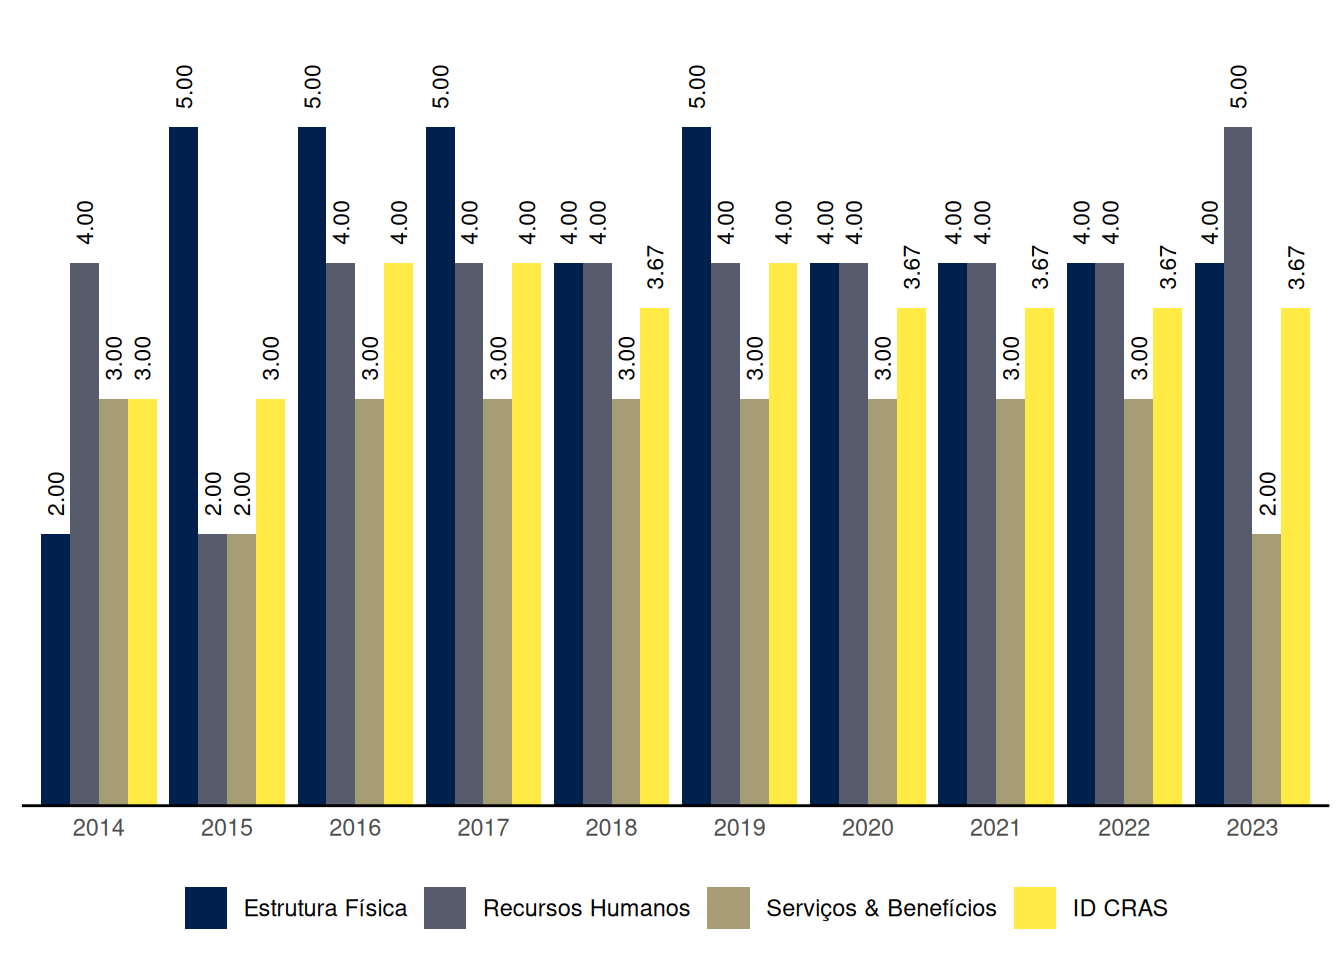 5.00 5.00 5.00 5.00 5.00
4.00 4.00 4.00 4.00 4.00 4.00 4.00 4.00 4.00 4.00 4.00 4.00 4.00 4.00 4.00 4.00
3.67 3.67 3.67 3.67 3.67
3.00 3.00 3.00 3.00 3.00 3.00 3.00 3.00 3.00 3.00
2.00 2.00 2.00 2.00
2014 2015 2016 2017 2018 2019 2020 2021 2022 2023
Estrutura Física Recursos Humanos Serviços & Benefícios ID CRAS